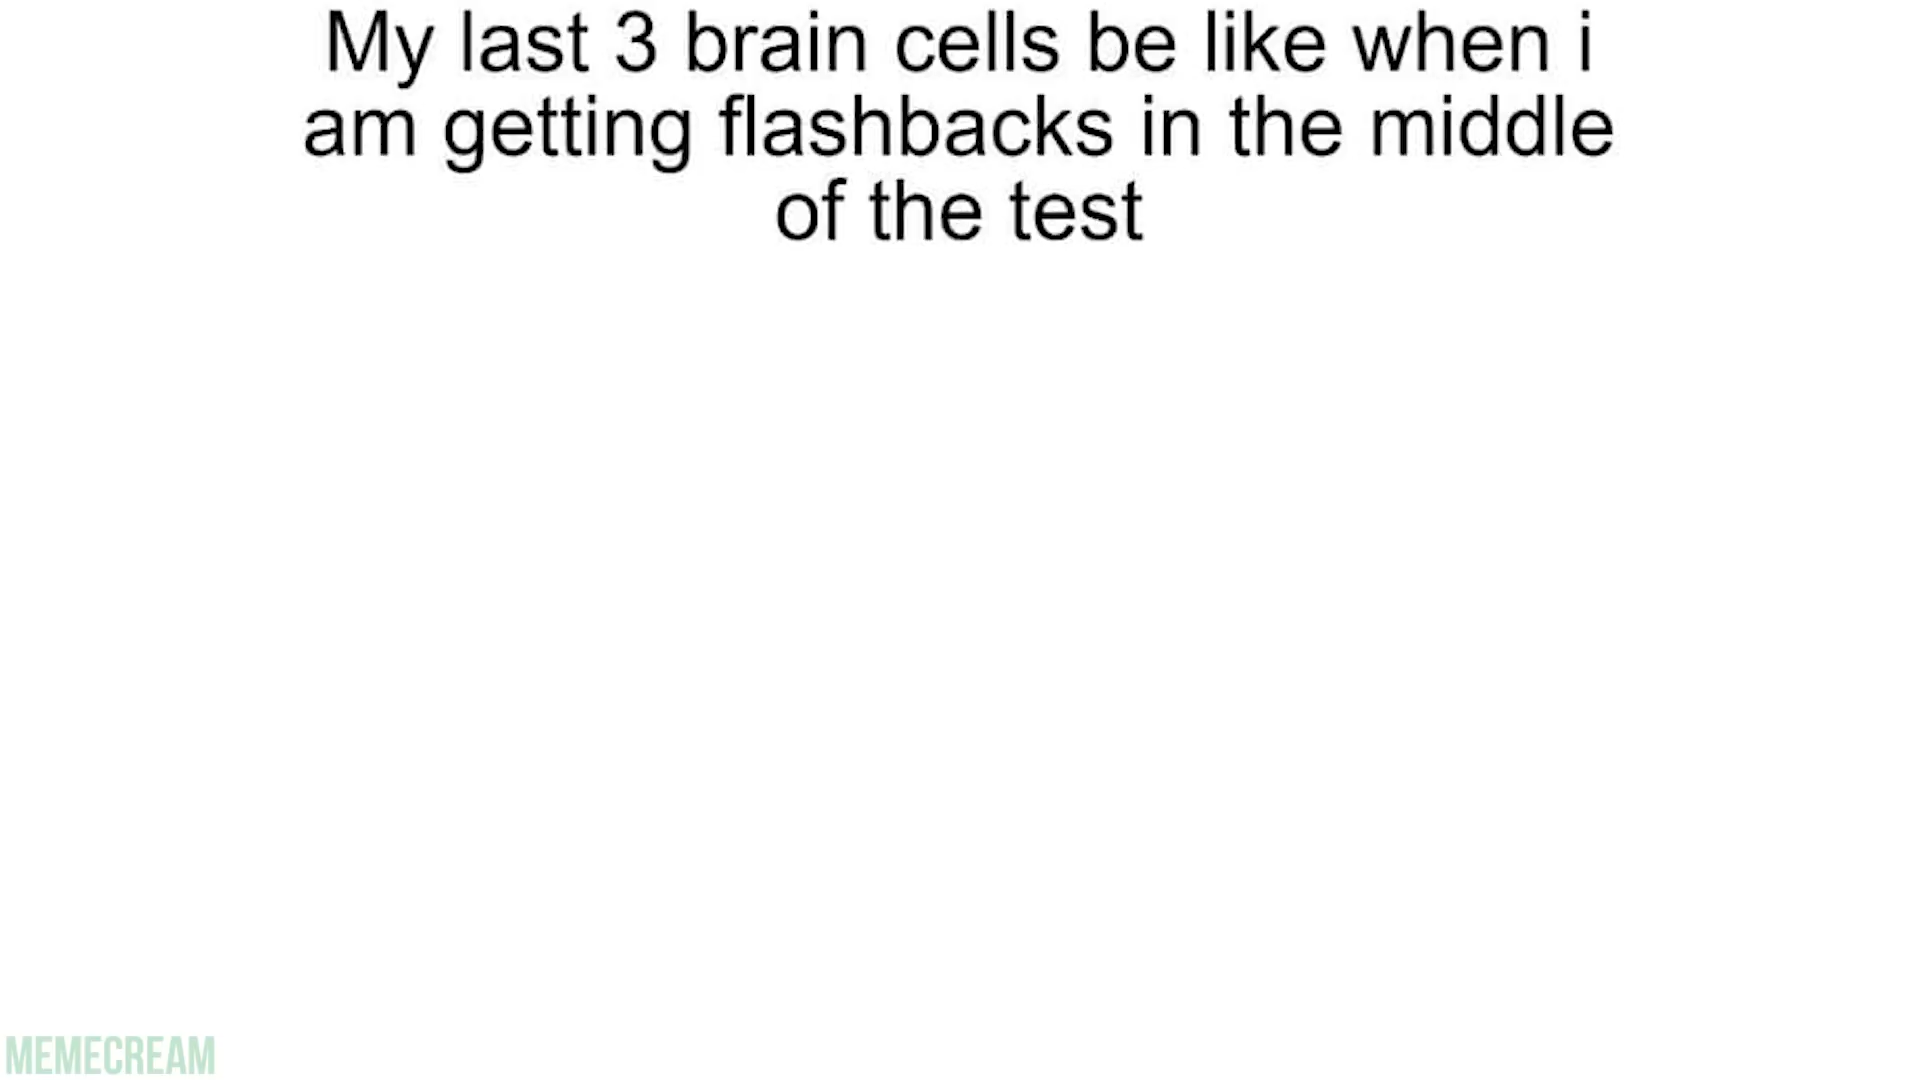 My last 3 brain cells be like when i
am getting flashbacks in the middle
of the test
MEMECREAM